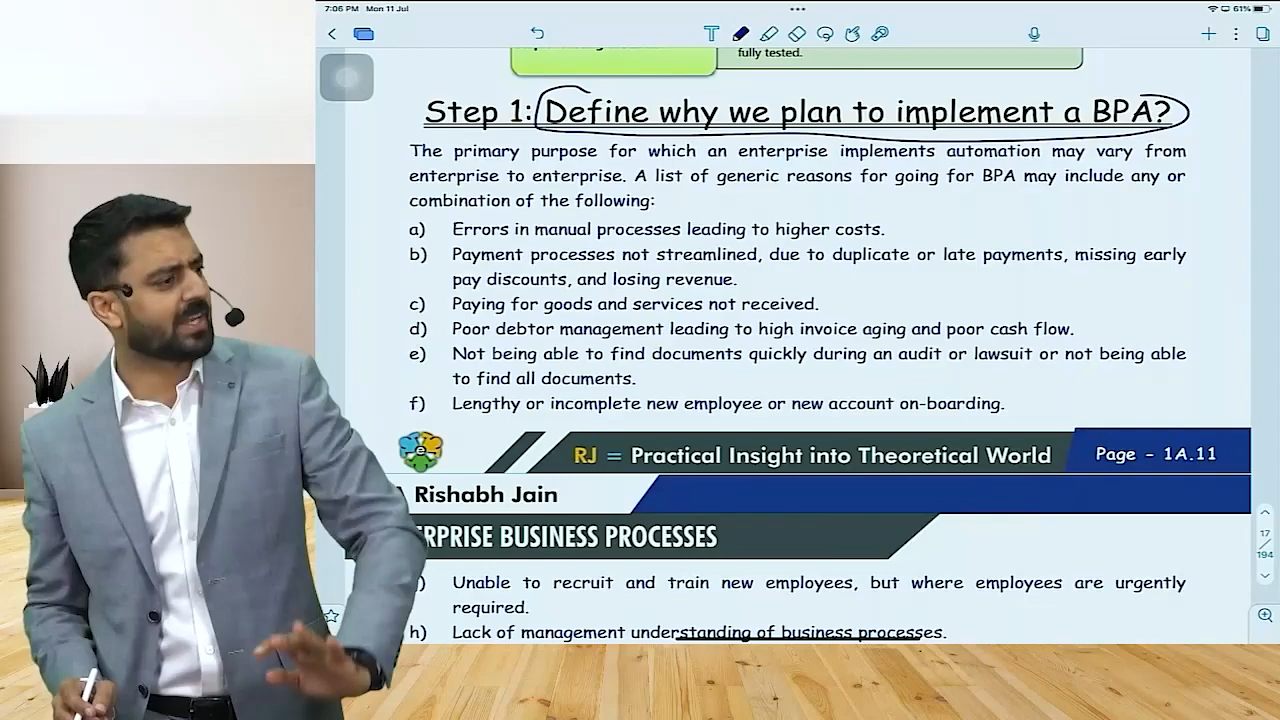 7:06 PM Mon 11 Jul
61%
fully tested.
Step 1: Define why we plan to implement a BPA?
The primary purpose for which an enterprise implements automation may vary from
enterprise to enterprise. A list of generic reasons for going for BPA may include any or
combination of the following:
a) Errors in manual processes leading to higher costs.
b) Payment processes not streamlined, due to duplicate or late payments, missing early
pay discounts, and losing revenue.
c) Paying for goods and services not received.
d) Poor debtor management leading to high invoice aging and poor cash flow.
e) Not being able to find documents quickly during an audit or lawsuit or not being able
to find all documents.
f) Lengthy or incomplete new employee or new account on-boarding.
e
RJ = Practical Insight into Theoretical World
Page - 1A.11
Rishabh Jain
RPRISE BUSINESS PROCESSES
17
194
) Unable to recruit and train new employees, but where employees are urgently
required.
h) Lack of management understanding of business processes.